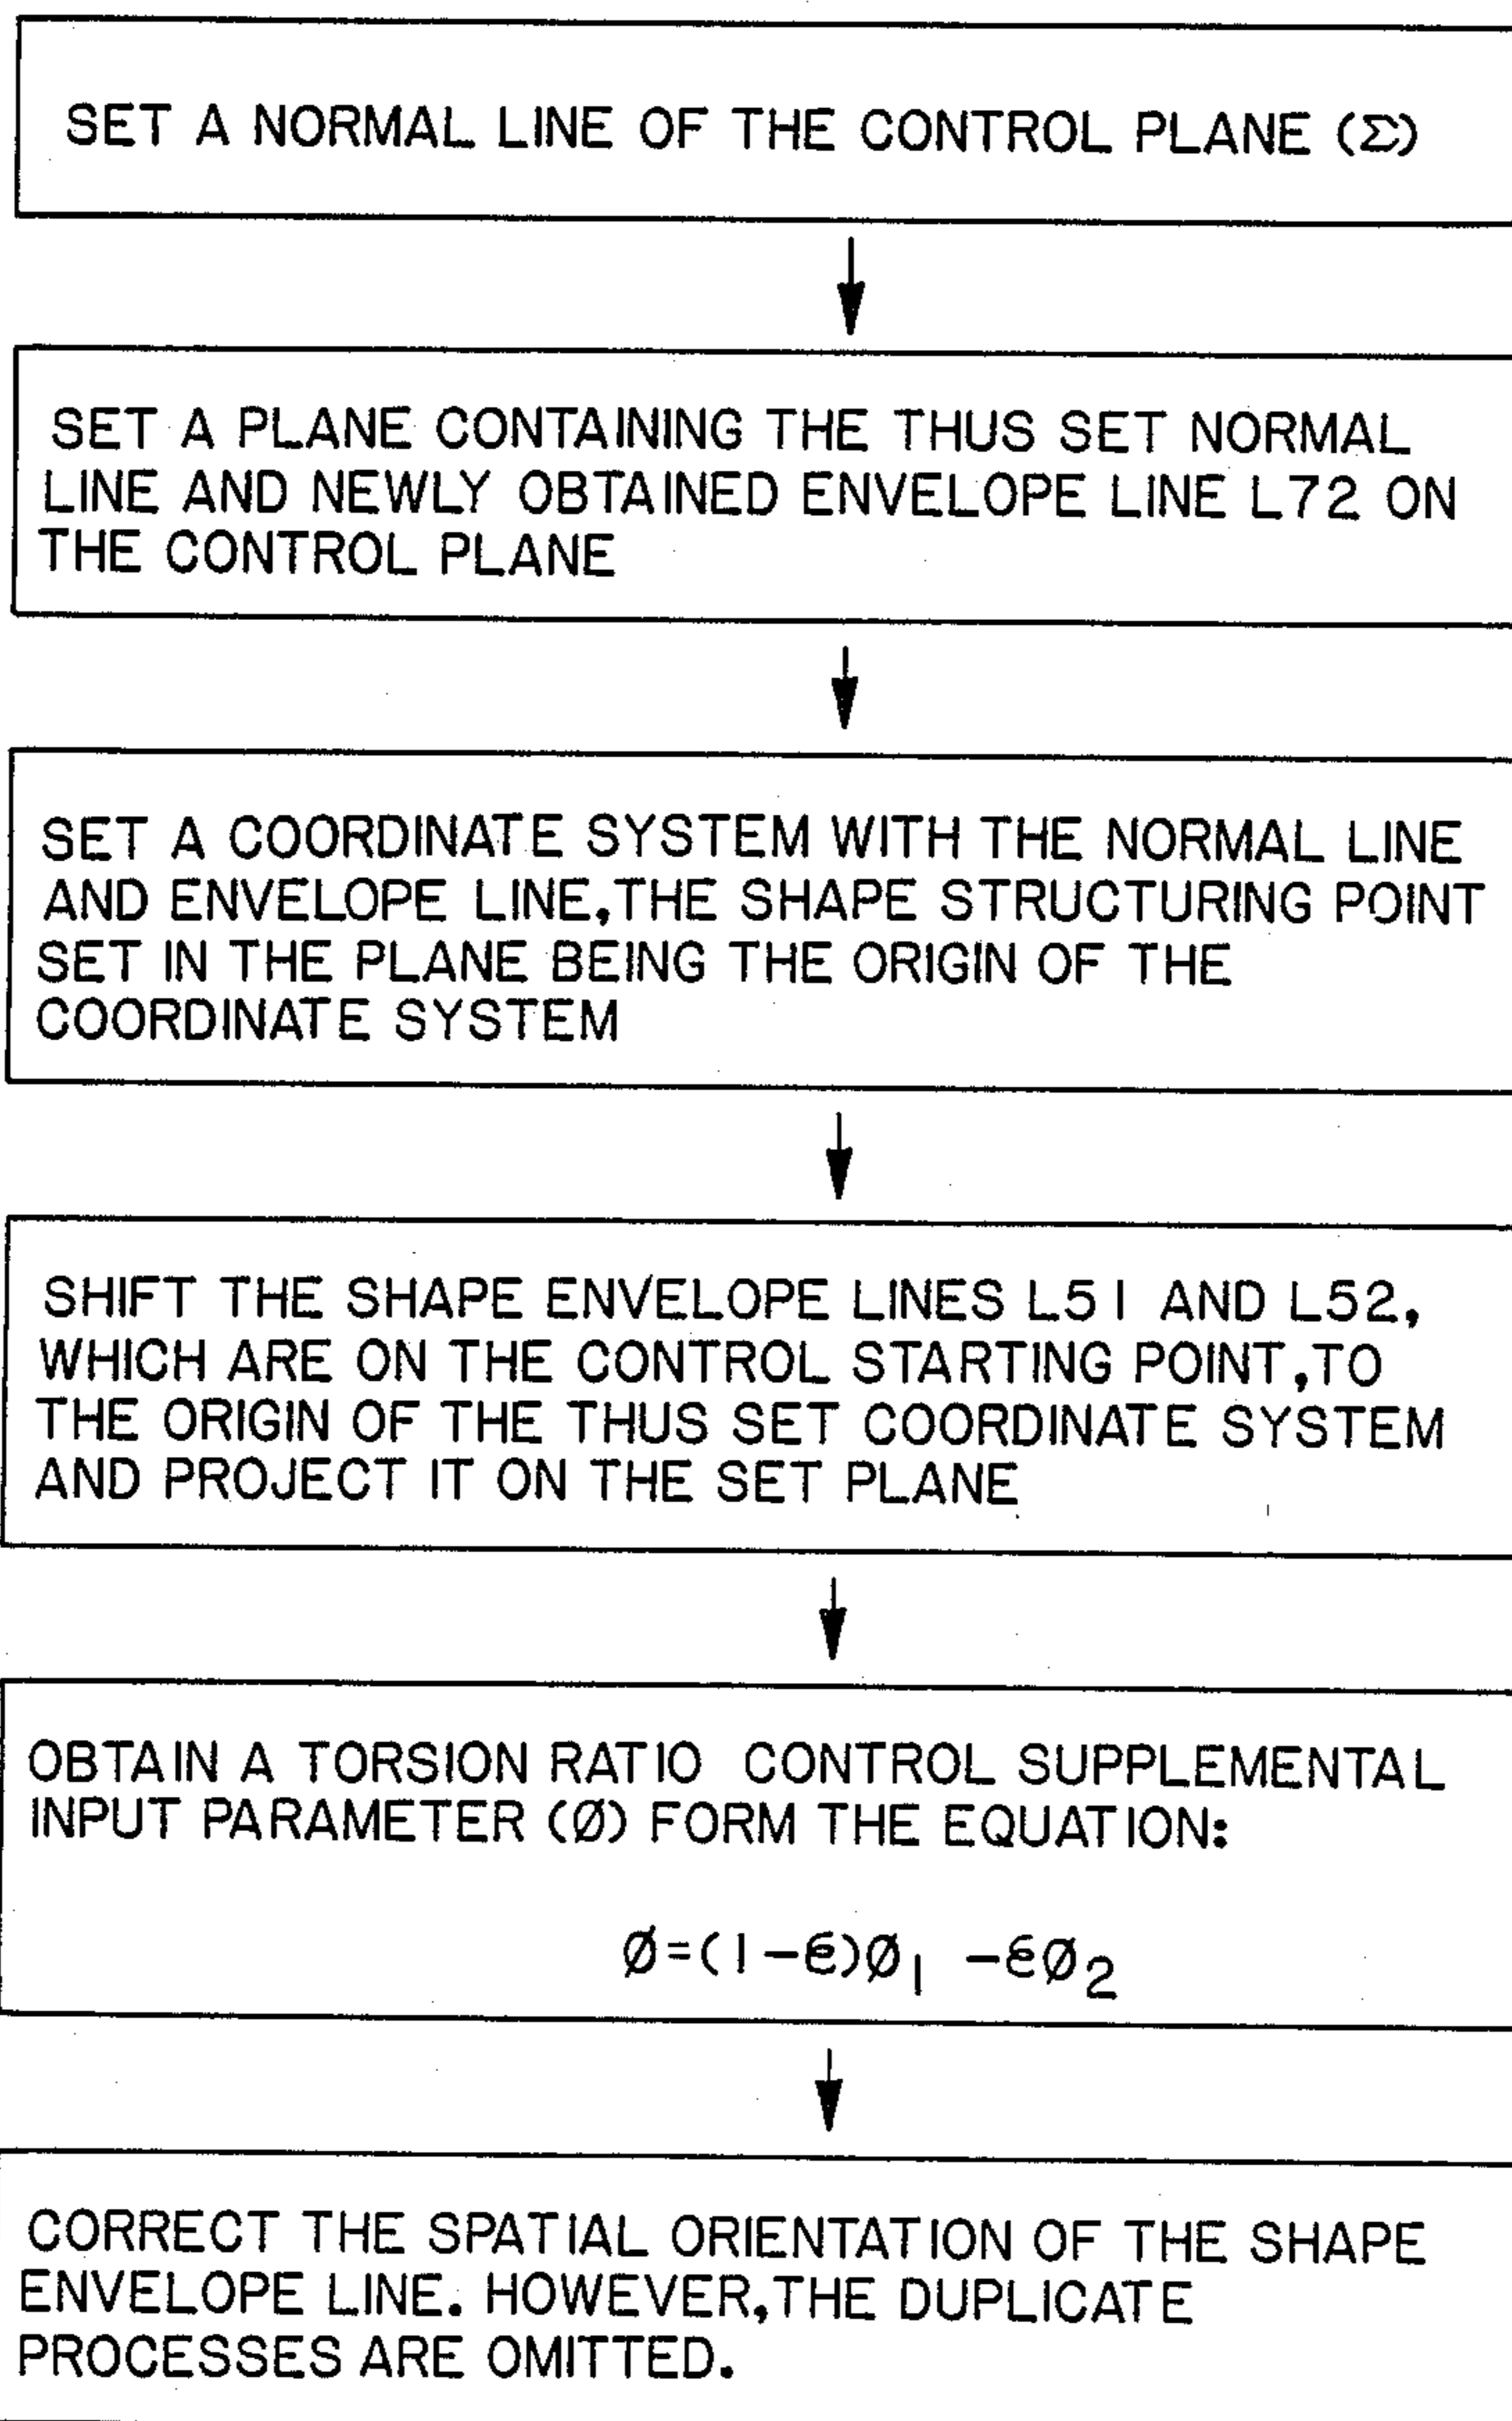 SET A NORMAL LINE OF THE CONTROL PLANE (Σ)
SET A PLANE CONTAINING THE THUS SET NORMAL
LINE AND NEWLY OBTAINED ENVELOPE LINE L72 ON
THE CONTROL PLANE
SET A COORDINATE SYSTEM WITH THE NORMAL LINE
AND ENVELOPE LINE, THE SHAPE STRUCTURING POINT
SET IN THE PLANE BEING THE ORIGIN OF THE
COORDINATE SYSTEM
SHIFT THE SHAPE ENVELOPE LINES L51 AND L52,
WHICH ARE ON THE CONTROL STARTING POINT, TO
THE ORIGIN OF THE THUS SET COORDINATE SYSTEM
AND PROJECT IT ON THE SET PLANE
OBTAIN A TORSION RATIO CONTROL SUPPLEMENTAL
INPUT PARAMETER (Ø) FORM THE EQUATION:
Ø=(1-ε)Ø₁ -εØ₂
CORRECT THE SPATIAL ORIENTATION OF THE SHAPE
ENVELOPE LINE. HOWEVER, THE DUPLICATE
PROCESSES ARE OMITTED.